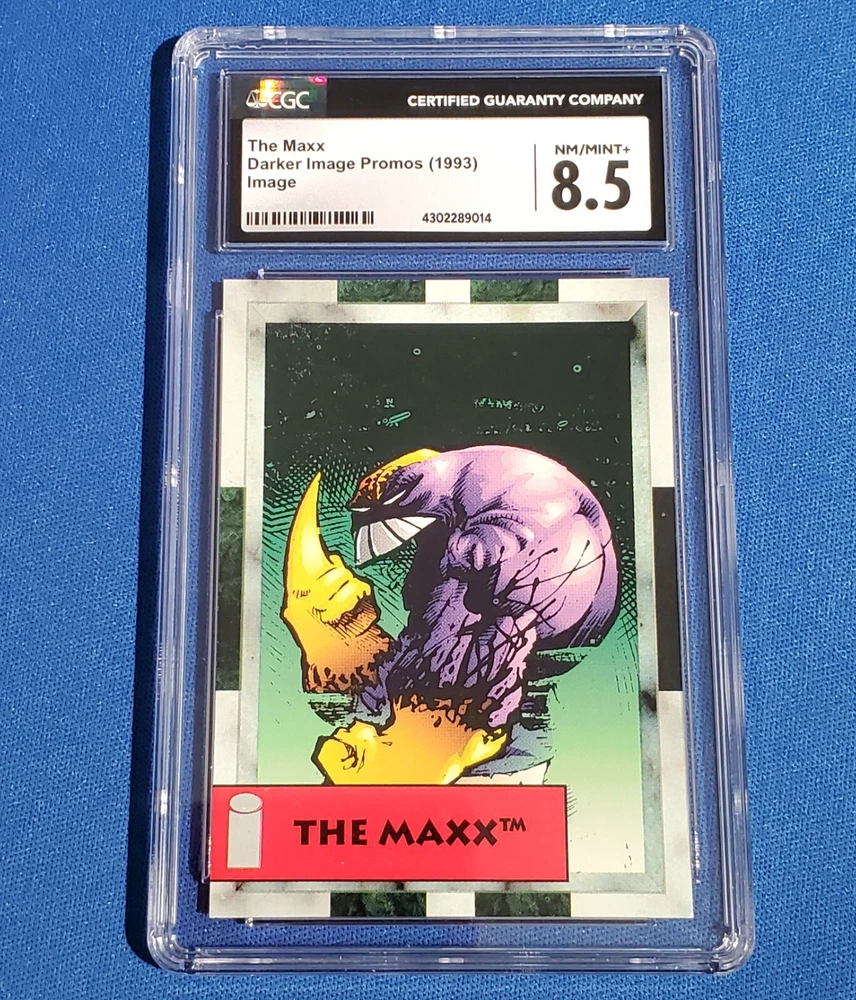 CGC
CERTIFIED GUARANTY COMPANY
The Maxx
Darker Image Promos (1993)
Image
NM/MINT+
8.5
4302289014
THE MAXX™